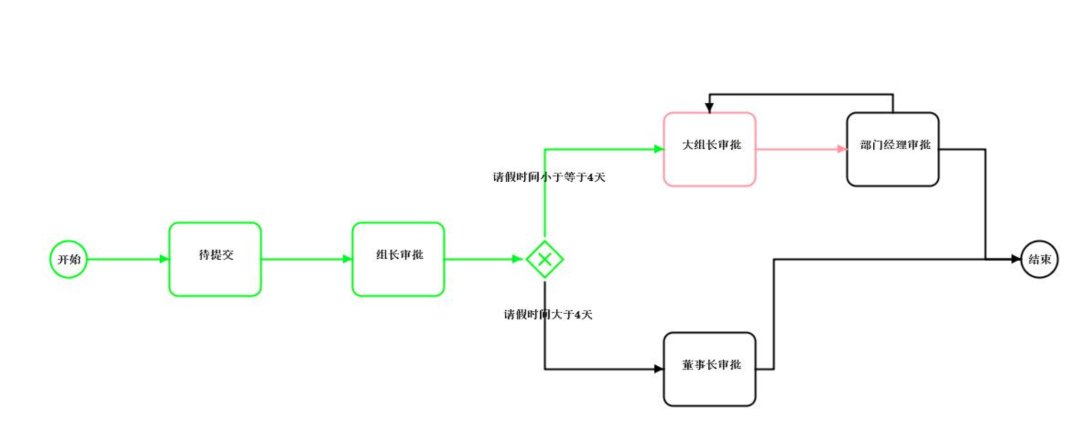 大组长审批
部门经理审批
请假时间小于等于4天
开始
待提交
组长审批
结束
请假时间大于4天
董事长审批